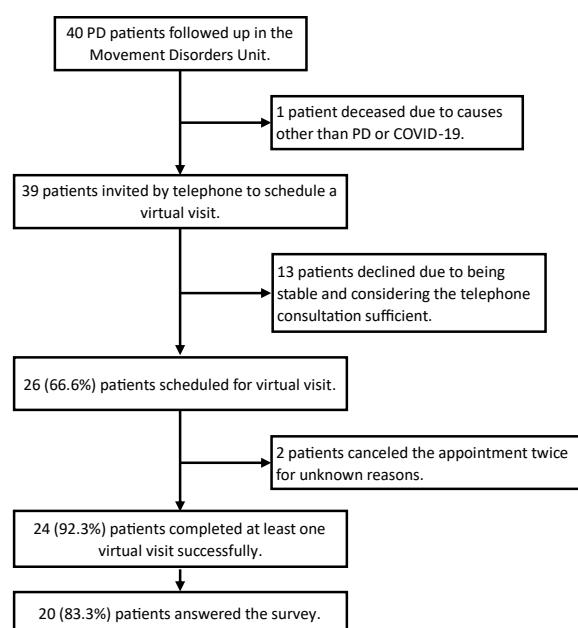 40 PD patients followed up in the
Movement Disorders Unit.
1 patient deceased due to causes
other than PD or COVID-19.
39 patients invited by telephone to schedule a
virtual visit.
13 patients declined due to being
stable and considering the telephone
consultation sufficient.
26 (66.6%) patients scheduled for virtual visit.
2 patients canceled the appointment twice
for unknown reasons.
24 (92.3%) patients completed at least one
virtual visit successfully.
20 (83.3%) patients answered the survey.